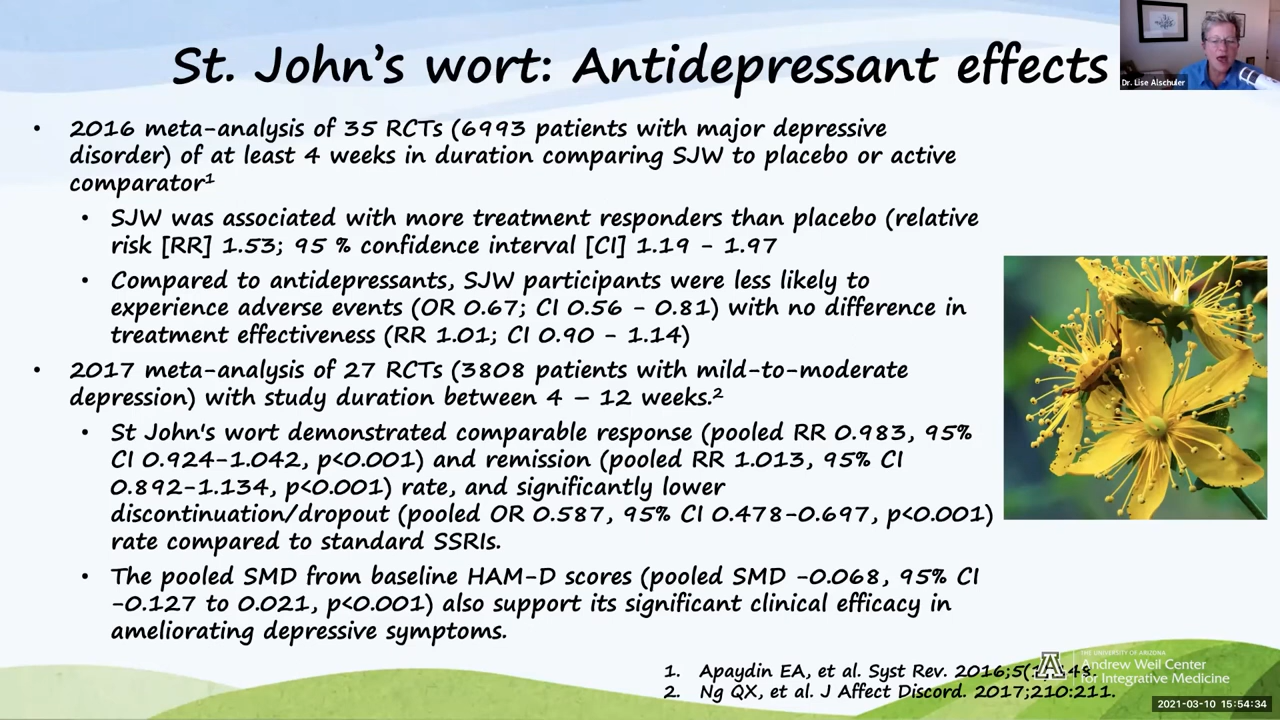 St. John’s wort: Antidepressant effects
Dr. Lise Alschuler
• 2016 meta-analysis of 35 RCTs (6993 patients with major depressive
disorder) of at least 4 weeks in duration comparing SJW to placebo or active
comparator¹
• SJW was associated with more treatment responders than placebo (relative
risk [RR] 1.53; 95 % confidence interval [CI] 1.19 - 1.97
• Compared to antidepressants, SJW participants were less likely to
experience adverse events (OR 0.67; CI 0.56 - 0.81) with no difference in
treatment effectiveness (RR 1.01; CI 0.90 - 1.14)
• 2017 meta-analysis of 27 RCTs (3808 patients with mild-to-moderate
depression) with study duration between 4 – 12 weeks.²
• St John's wort demonstrated comparable response (pooled RR 0.983, 95%
CI 0.924-1.042, p<0.001) and remission (pooled RR 1.013, 95% CI
0.892-1.134, p<0.001) rate, and significantly lower
discontinuation/dropout (pooled OR 0.587, 95% CI 0.478-0.697, p<0.001)
rate compared to standard SSRIs.
• The pooled SMD from baseline HAM-D scores (pooled SMD -0.068, 95% CI
-0.127 to 0.021, p<0.001) also support its significant clinical efficacy in
ameliorating depressive symptoms.
1. Apaydin EA, et al. Syst Rev. 2016;5(1 48.
2. Ng QX, et al. J Affect Discord. 2017;210:211.
THE UNIVERSITY OF ARIZONA
A Andrew Weil Center
for Integrative Medicine
2021-03-10 15:54:34